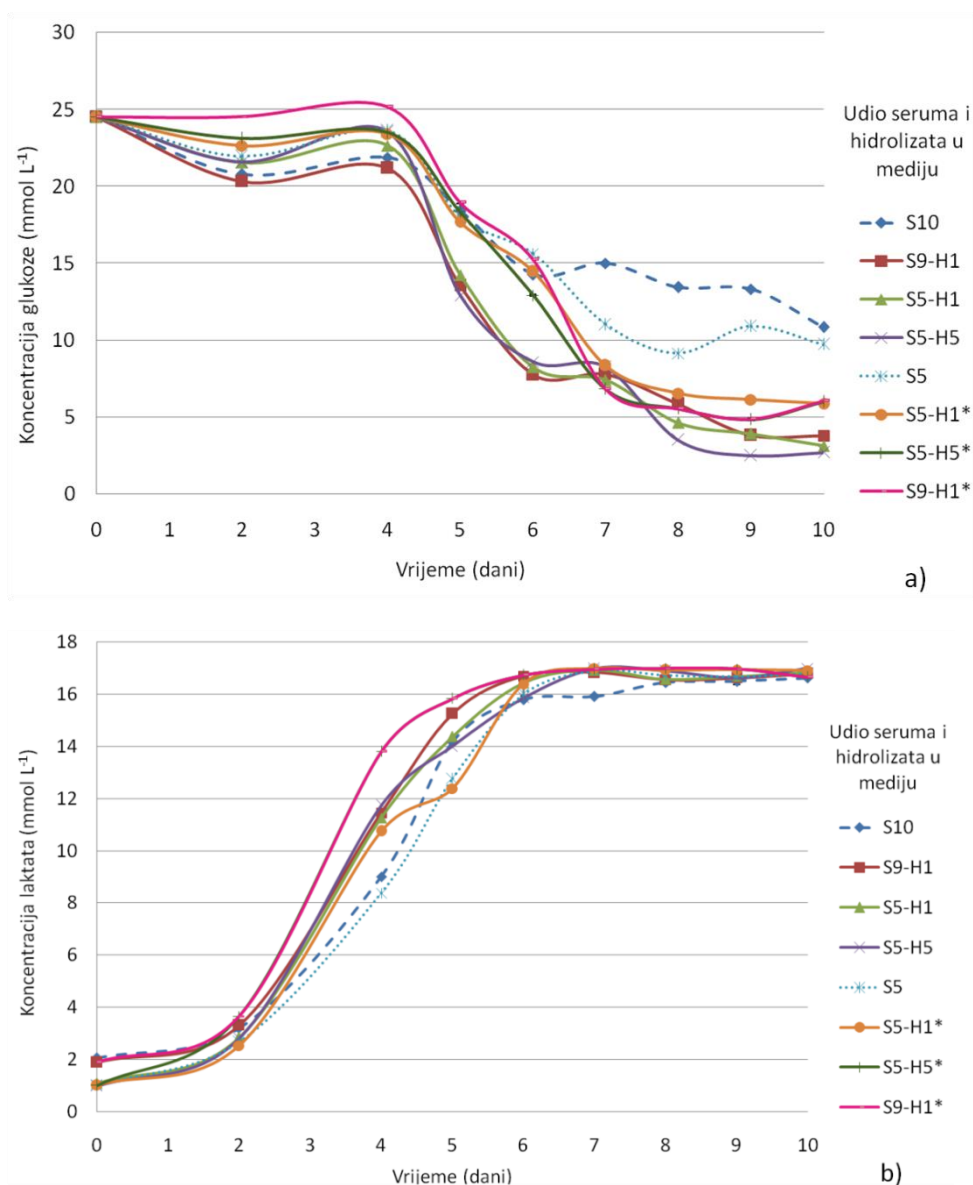 30
25
20
15
10
5
0
Koncentracija glukoze (mmol L⁻¹)
0 1 2 3 4 5 6 7 8 9 10
Vrijeme (dani)
Udio seruma i
hidrolizata u
mediju
S10
S9-H1
S5-H1
S5-H5
S5
S5-H1*
S5-H5*
S9-H1*
a)
18
16
14
12
10
8
6
4
2
0
Koncentracija laktata (mmol L⁻¹)
0 1 2 3 4 5 6 7 8 9 10
Vrijeme (dani)
Udio seruma i
hidrolizata u
mediju
S10
S9-H1
S5-H1
S5-H5
S5
S5-H1*
S5-H5*
S9-H1*
b)